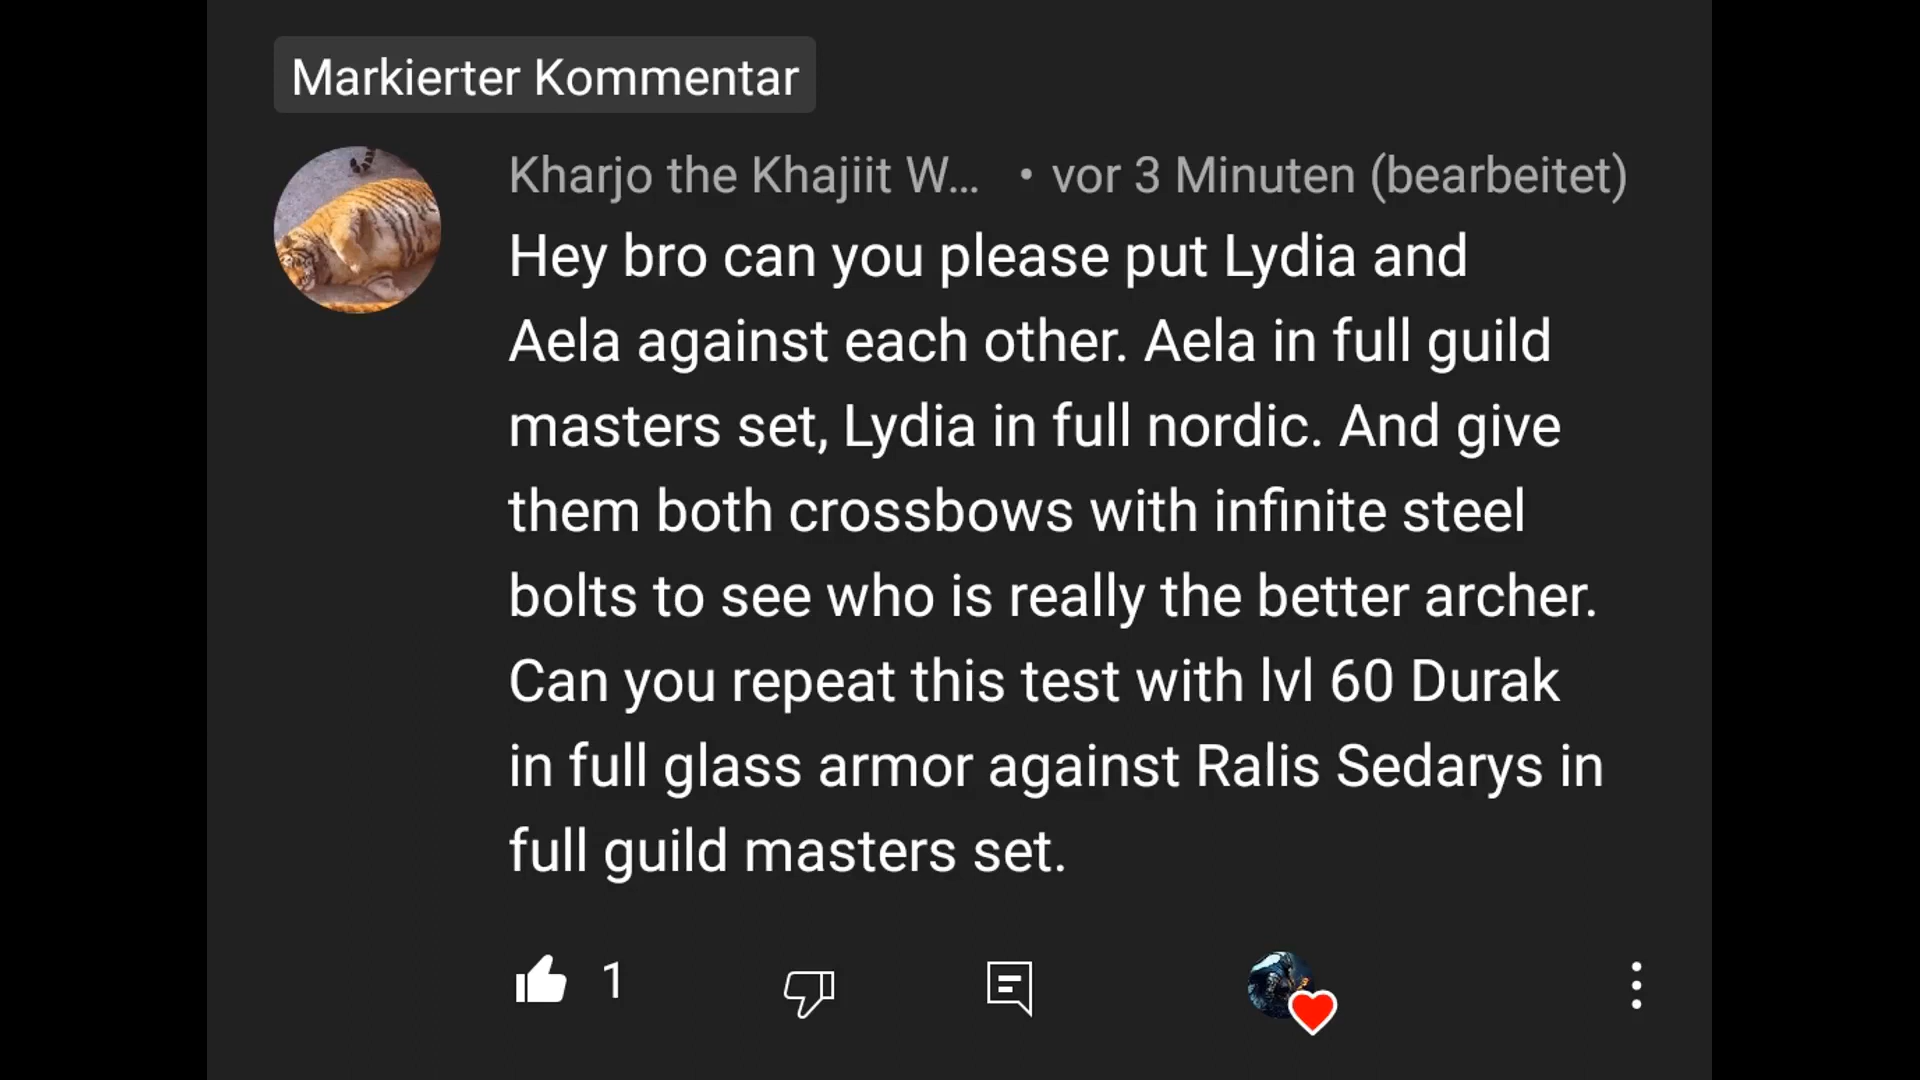 Markierter Kommentar
Kharjo the Khajiit W... • vor 3 Minuten (bearbeitet)
Hey bro can you please put Lydia and
Aela against each other. Aela in full guild
masters set, Lydia in full nordic. And give
them both crossbows with infinite steel
bolts to see who is really the better archer.
Can you repeat this test with lvl 60 Durak
in full glass armor against Ralis Sedarys in
full guild masters set.
1